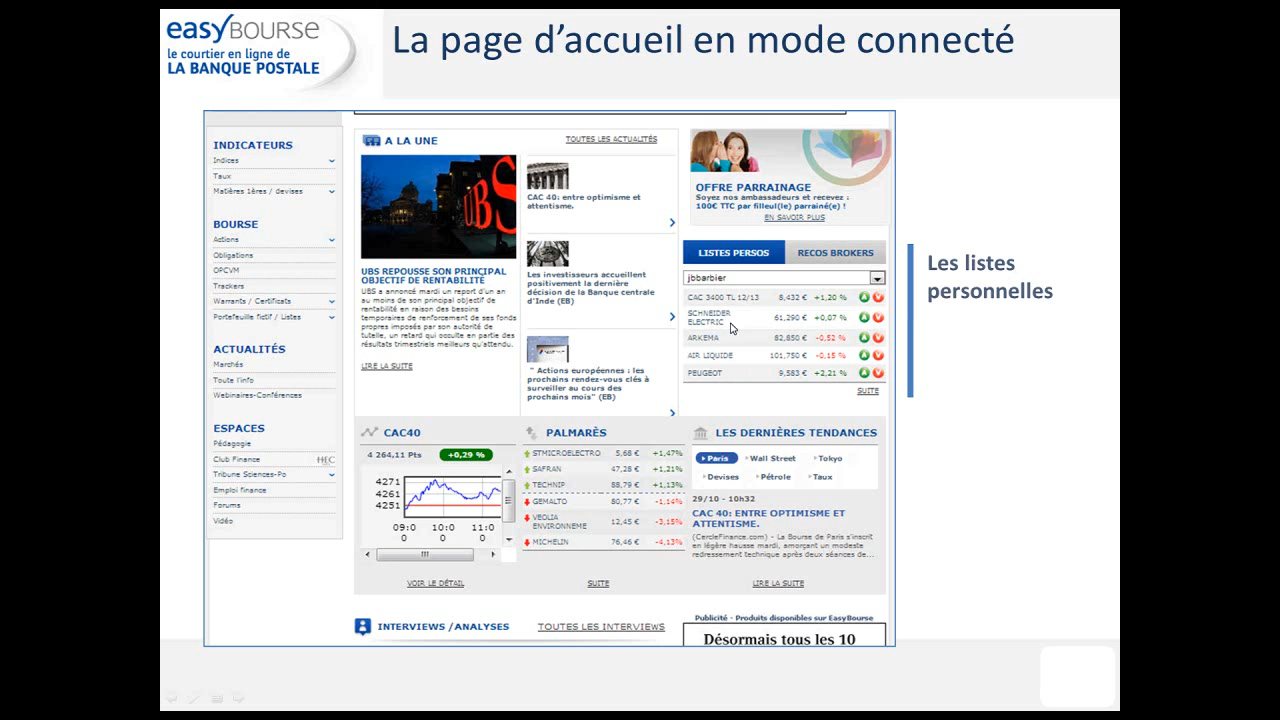 easyBOURSE
le courtier en ligne de
LA BANQUE POSTALE
La page d’accueil en mode connecté
INDICATEURS
Indices
Taux
Matières 1ères / devises
BOURSE
Actions
Obligations
OPCVM
Trackers
Warrants / Certificats
Portefeuille fictif / Listes
ACTUALITÉS
Marchés
Toute l'info
Webinaires-Conférences
ESPACES
Pédagogie
Club Finance HEC
Tribune Sciences-Po
Emploi finance
Forums
Vidéo
A LA UNE
TOUTES LES ACTUALITÉS
UBS
UBS REPOUSSE SON PRINCIPAL
OBJECTIF DE RENTABILITÉ
UBS a annoncé mardi un report d'un an
au moins de son principal objectif de
rentabilité en raison des besoins
temporaires de renforcement de ses fonds
propres imposés par son autorité de
tutelle, un retard qui occulte en partie des
résultats trimestriels meilleurs qu'attendu.
LIRE LA SUITE
CAC 40: entre optimisme et
attentisme.
Les investisseurs accueillent
positivement la dernière
décision de la Banque centrale
d'Inde (EB)
" Actions européennes : les
prochains rendez-vous clés à
surveiller au cours des
prochains mois" (EB)
OFFRE PARRAINAGE
Soyez nos ambassadeurs et recevez :
100€ TTC par filleul(le) parrainé(e) !
EN SAVOIR PLUS
LISTES PERSOS RECOS BROKERS
jbbarbier
CAC 3400 TL 12/13 8,432 € +1,20 %
SCHNEIDER
ELECTRIC 61,290 € +0,07 %
ARKEMA 82,850 € -0,52 %
AIR LIQUIDE 101,750 € -0,15 %
PEUGEOT 9,583 € +2,21 %
SUITE
Les listes
personnelles
CAC40
4 264,11 Pts +0,29 %
4271
4261
4251
09:0 10:0 11:0
0 0 0
VOIR LE DÉTAIL
PALMARÈS
STMICROELECTRO 5,68 € +1,47%
SAFRAN 47,28 € +1,21%
TECHNIP 88,79 € +1,13%
GEMALTO 80,77 € -1,14%
VEOLIA
ENVIRONNEME 12,45 € -3,15%
MICHELIN 76,46 € -4,13%
SUITE
LES DERNIÈRES TENDANCES
Paris Wall Street Tokyo
Devises Pétrole Taux
29/10 - 10h32
CAC 40: ENTRE OPTIMISME ET
ATTENTISME.
(CercleFinance.com) - La Bourse de Paris s'inscrit
en légère hausse mardi, amorçant un modeste
redressement technique après deux séances de...
LIRE LA SUITE
INTERVIEWS /ANALYSES
TOUTES LES INTERVIEWS
Publicité - Produits disponibles sur EasyBourse
Désormais tous les 10